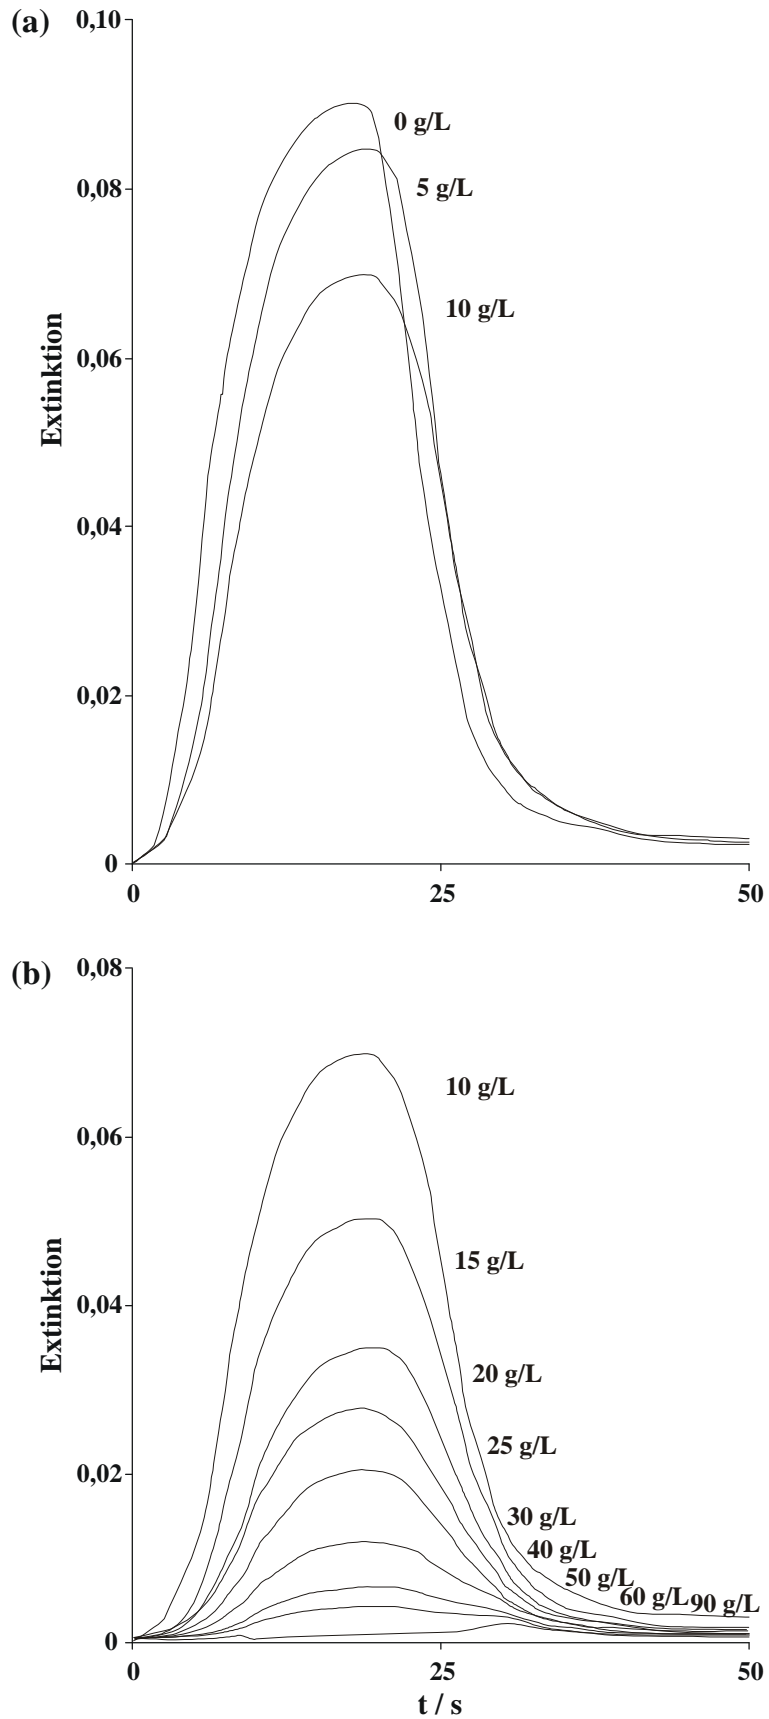 (a)
0,10
0 g/L
0,08
5 g/L
10 g/L
0,06
Extinktion
0,04
0,02
0
0 25 50
(b)
0,08
10 g/L
0,06
15 g/L
Extinktion
0,04
20 g/L
25 g/L
0,02
30 g/L
40 g/L
50 g/L
60 g/L 90 g/L
0
0 25 50
t / s